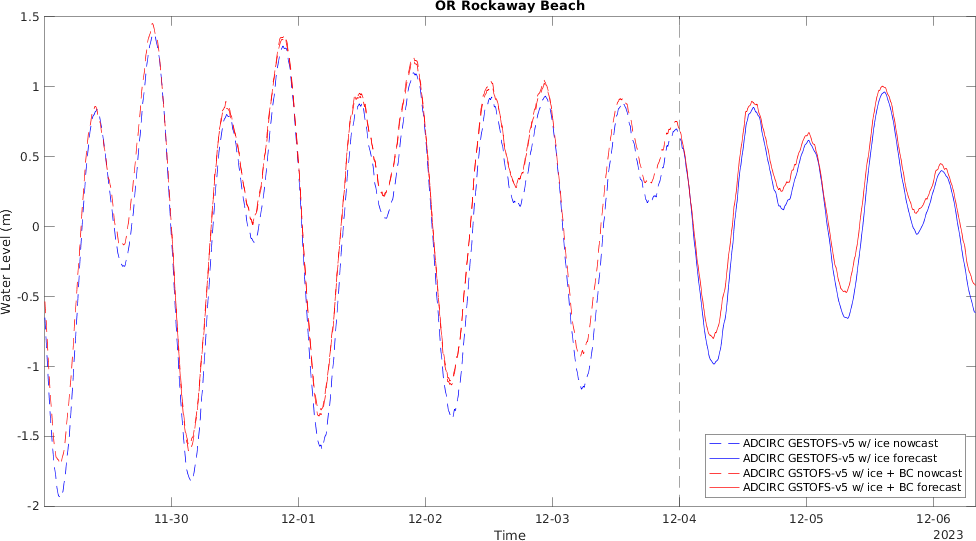 OR Rockaway Beach
1.5
1
0.5
0
-0.5
-1
-1.5
-2
Water Level (m)
11-30
12-01
12-02
12-03
12-04
12-05
12-06
Time
2023
ADCIRC GESTOFS-v5 w/ ice nowcast
ADCIRC GESTOFS-v5 w/ ice forecast
ADCIRC GSTOFS-v5 w/ ice + BC nowcast
ADCIRC GSTOFS-v5 w/ ice + BC forecast